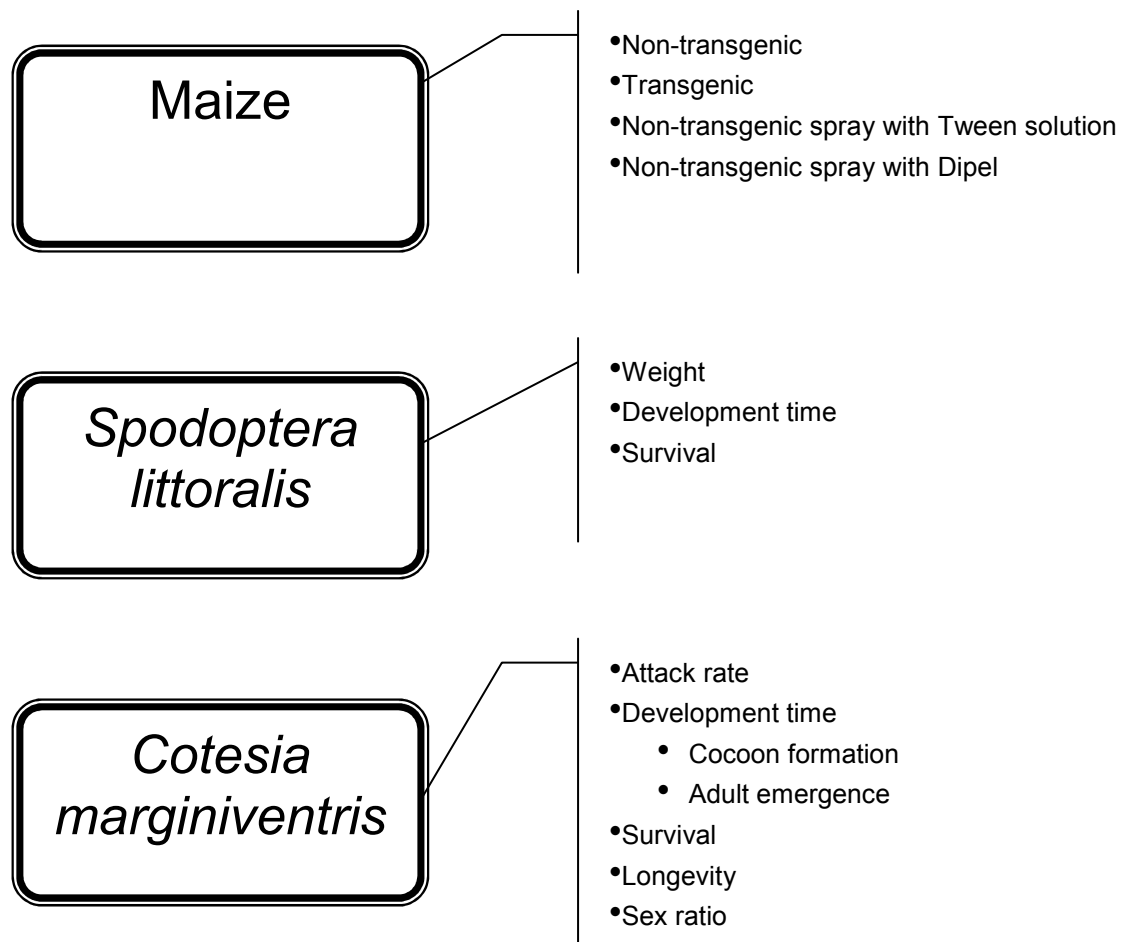 Maize
•Non-transgenic
•Transgenic
•Non-transgenic spray with Tween solution
•Non-transgenic spray with Dipel
Spodoptera
littoralis
•Weight
•Development time
•Survival
Cotesia
marginiventris
•Attack rate
•Development time
• Cocoon formation
• Adult emergence
•Survival
•Longevity
•Sex ratio